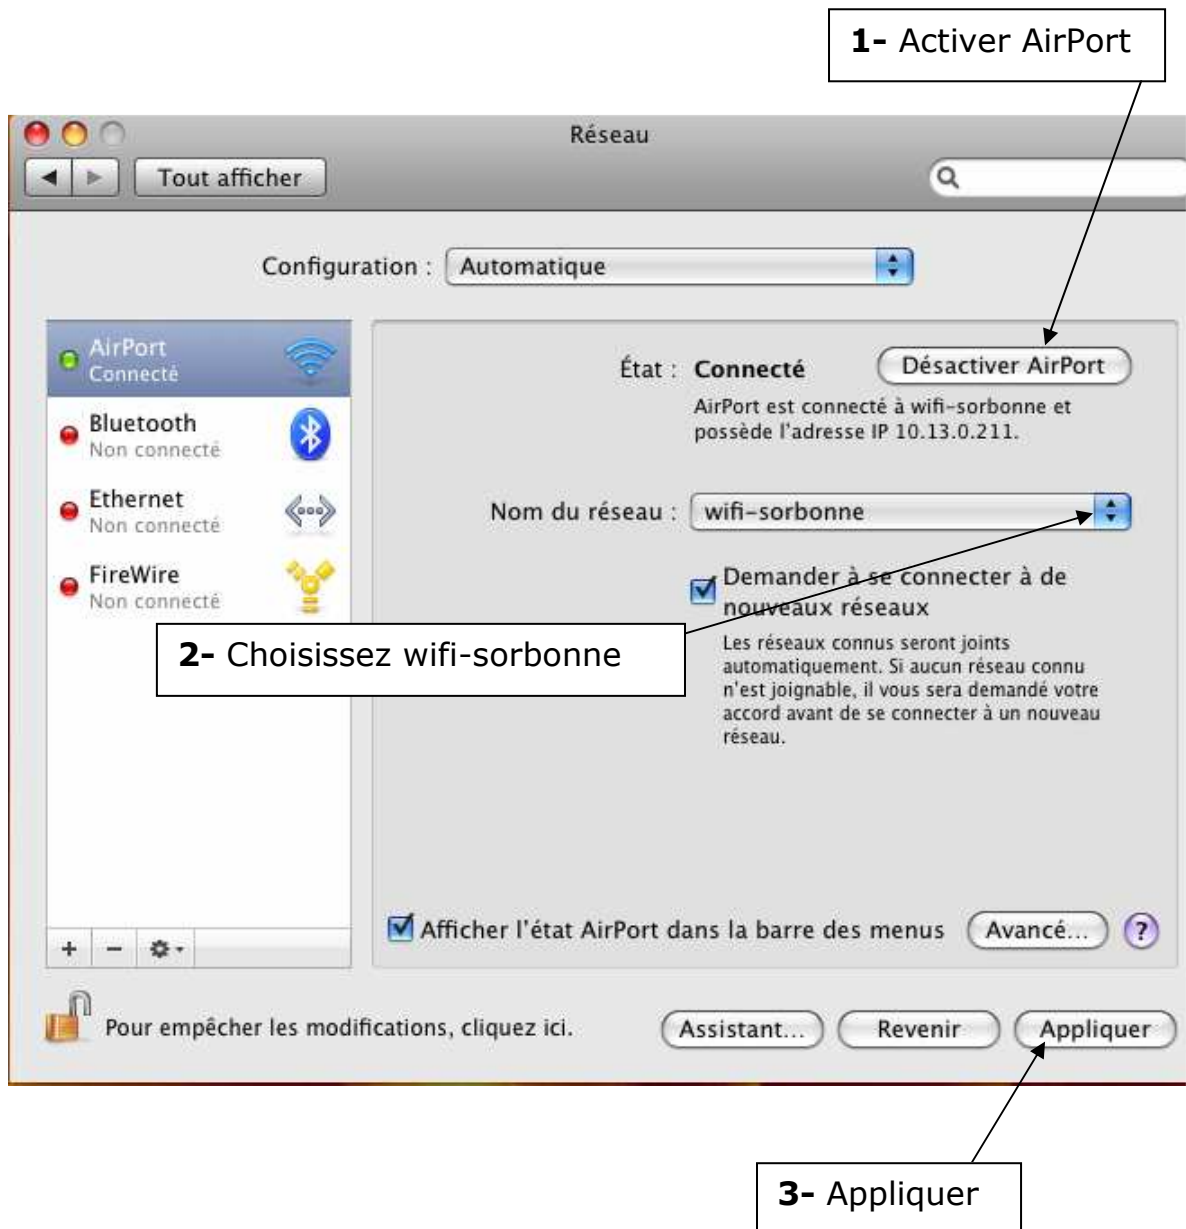 1- Activer AirPort
Réseau
Tout afficher
Configuration : Automatique
AirPort
Connecté
Bluetooth
Non connecté
Ethernet
Non connecté
FireWire
Non connecté
État : Connecté Désactiver AirPort
AirPort est connecté à wifi-sorbonne et
possède l'adresse IP 10.13.0.211.
Nom du réseau : wifi-sorbonne
Demander à se connecter à de
nouveaux réseaux
2- Choisissez wifi-sorbonne
Les réseaux connus seront joints
automatiquement. Si aucun réseau connu
n'est joignable, il vous sera demandé votre
accord avant de se connecter à un nouveau
réseau.
Afficher l'état AirPort dans la barre des menus Avancé... ?
Pour empêcher les modifications, cliquez ici. Assistant... Revenir Appliquer
3- Appliquer